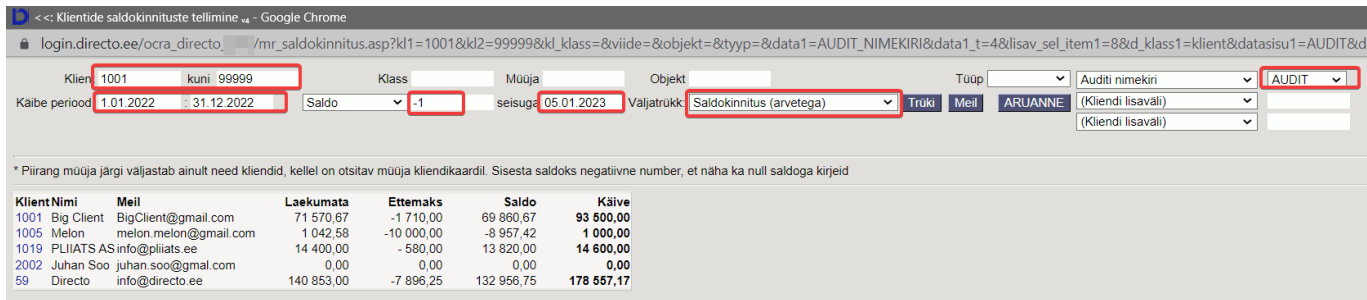 <<: Klientide saldokinnituste tellimine v4 - Google Chrome
login.directo.ee/ocra_directo_ /mr_saldokinnitus.asp?kl1=1001&kl2=99999&kl_klass=&viide=&objekt=&tyyp=&data1=AUDIT_NIMEKIRI&data1_t=4&lisav_sel_item1=8&d_klass1=klient&datasisu1=AUDIT&d
Klient 1001 kuni 99999 Klass Müüja Objekt Tüüp Auditi nimekiri AUDIT
Käibe periood 1.01.2022 : 31.12.2022 Saldo -1 seisuga 05.01.2023 Väljatrükk: Saldokinnitus (arvetega) Trüki Meil ARUANNE (Kliendi lisaväli)
(Kliendi lisaväli)
* Piirang müüja järgi väljastab ainult need kliendid, kellel on otsitav müüja kliendikaardil. Sisesta saldoks negatiivne number, et näha ka null saldoga kirjeid
Klient Nimi Meil Laekumata Ettemaks Saldo Käive
1001 Big Client BigClient@gmail.com 71 570,67 -1 710,00 69 860,67 93 500,00
1005 Melon melon.melon@gmail.com 1 042,58 -10 000,00 -8 957,42 1 000,00
1019 PLIIATS AS info@pliiats.ee 14 400,00 - 580,00 13 820,00 14 600,00
2002 Juhan Soo juhan.soo@gmal.com 0,00 0,00 0,00 0,00
59 Directo info@directo.ee 140 853,00 -7 896,25 132 956,75 178 557,17